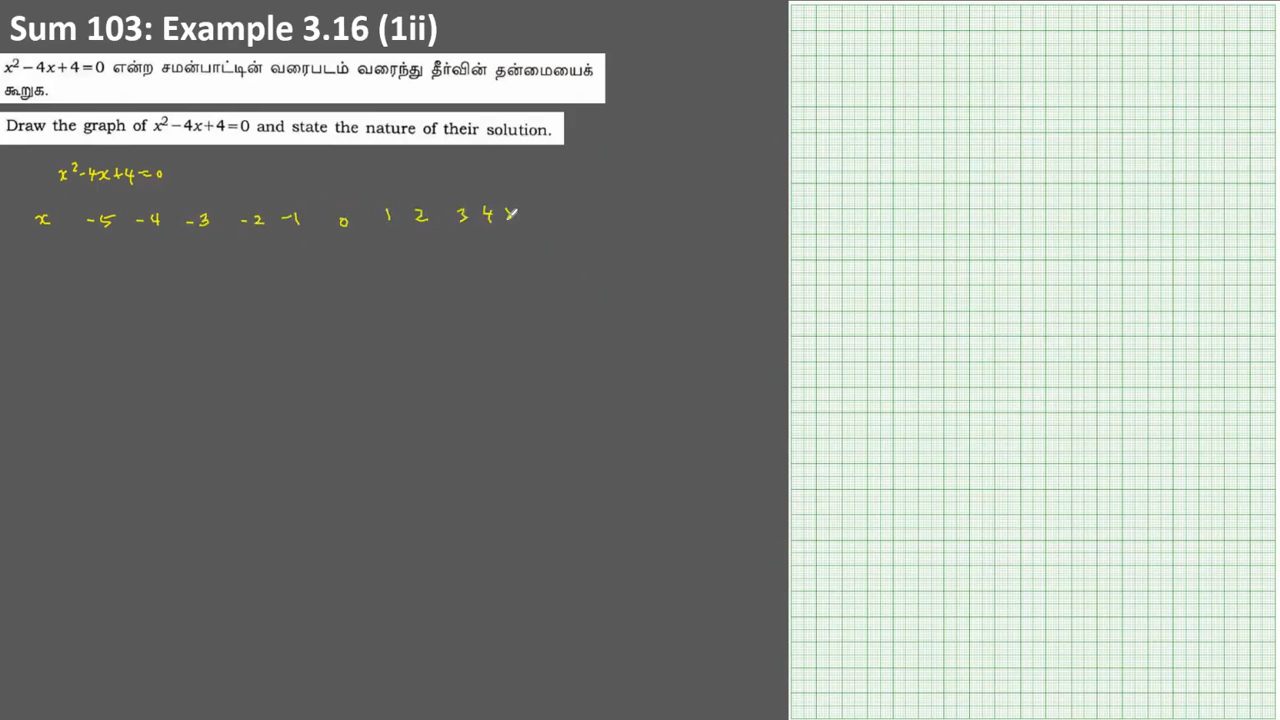 Sum 103: Example 3.16 (1ii)
x² − 4x + 4 = 0 என்ற சமன்பாட்டின் வரைபடம் வரைந்து தீர்வின் தன்மையைக்
கூறுக.
Draw the graph of x² − 4x + 4 = 0 and state the nature of their solution.
x² - 4x + 4 = 0
x -5 -4 -3 -2 -1 0 1 2 3 4